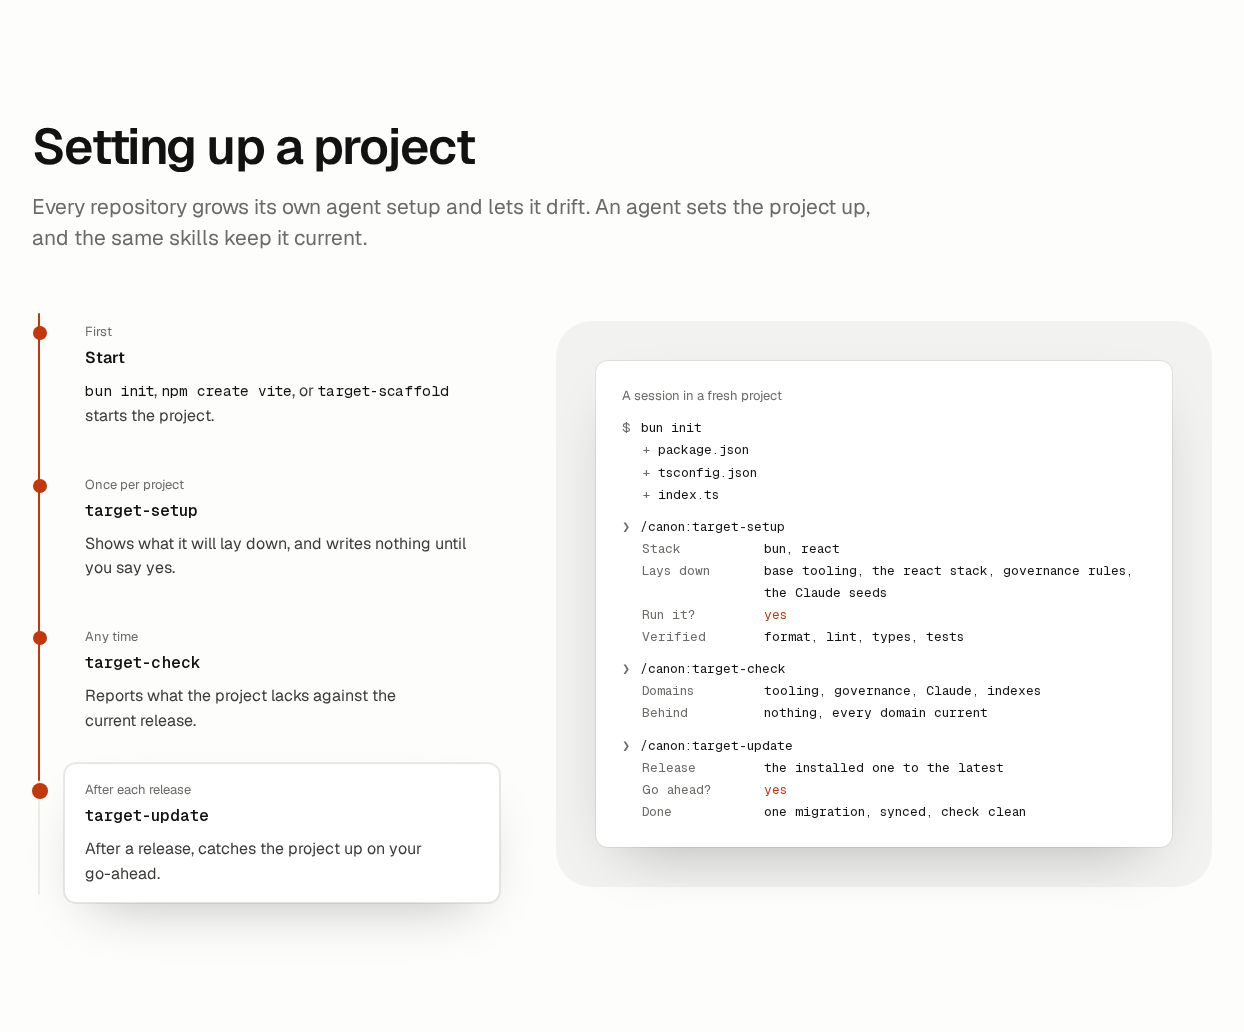 Setting up a project
Every repository grows its own agent setup and lets it drift. An agent sets the project up,
and the same skills keep it current.
First
Start
bun init, npm create vite, or target-scaffold
starts the project.
Once per project
target-setup
Shows what it will lay down, and writes nothing until
you say yes.
Any time
target-check
Reports what the project lacks against the
current release.
After each release
target-update
After a release, catches the project up on your
go-ahead.
A session in a fresh project
$ bun init
+ package.json
+ tsconfig.json
+ index.ts
❯ /canon:target-setup
Stack bun, react
Lays down base tooling, the react stack, governance rules,
the Claude seeds
Run it? yes
Verified format, lint, types, tests
❯ /canon:target-check
Domains tooling, governance, Claude, indexes
Behind nothing, every domain current
❯ /canon:target-update
Release the installed one to the latest
Go ahead? yes
Done one migration, synced, check clean